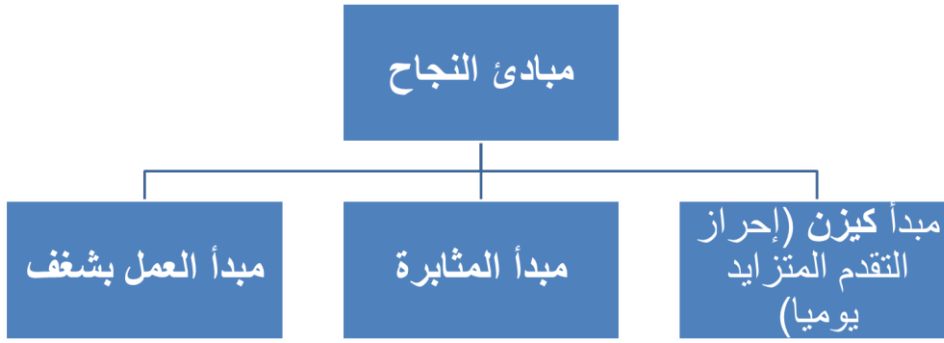 مبادئ النجاح
مبدأ كيزن (إحراز
التقدم المتزايد
يوميا)
مبدأ المثابرة
مبدأ العمل بشغف